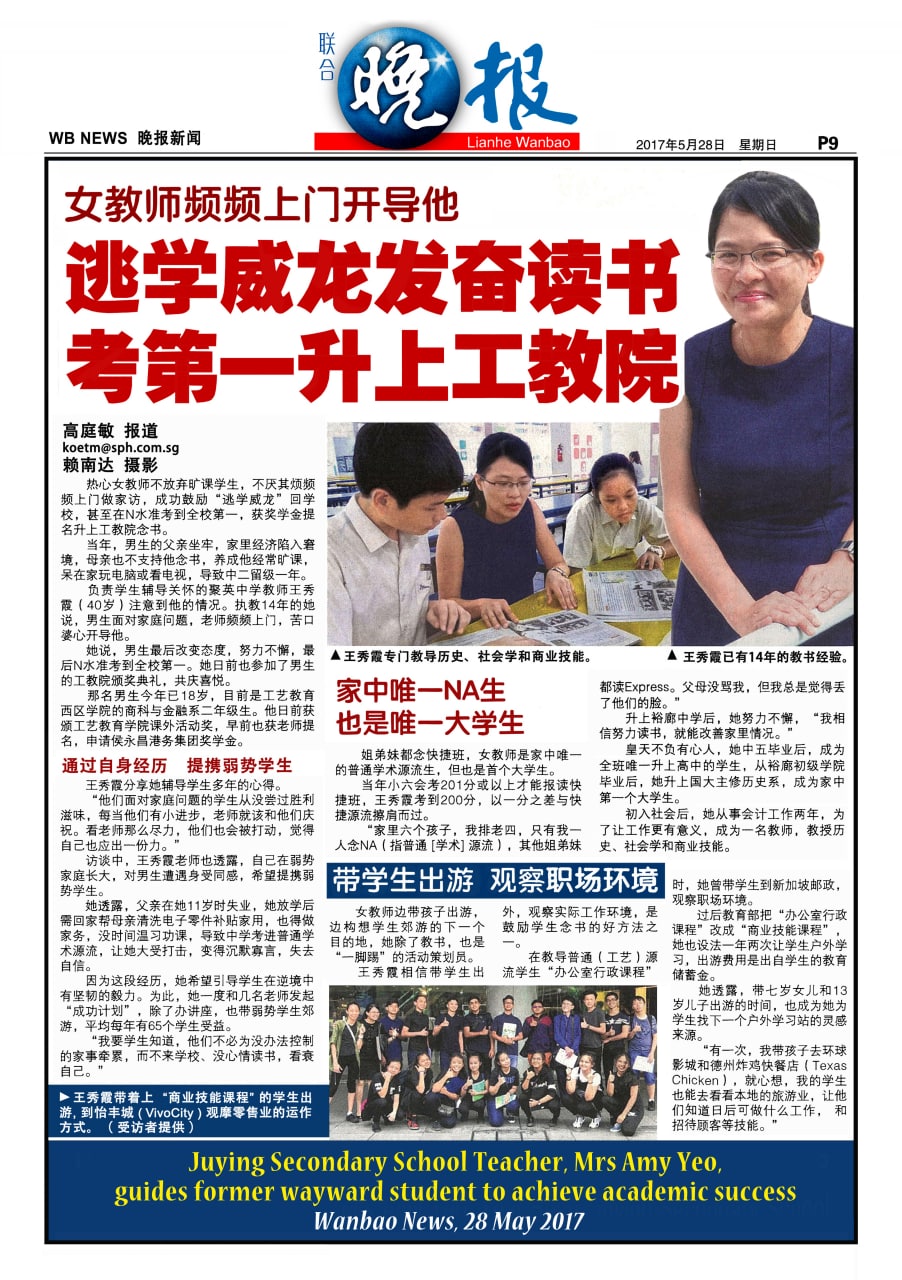 联合
晚报
Lianhe Wanbao
WB NEWS 晚报新闻
2017年5月28日 星期日
P9
女教师频频上门开导他
逃学威龙发奋读书
考第一升上工教院
高庭敏 报道
koetm@sph.com.sg
赖南达 摄影
热心女教师不放弃旷课学生，不厌其烦频
频上门做家访，成功鼓励“逃学威龙”回学
校，甚至在N水准考到全校第一，获奖学金提
名升上工教院念书。
当年，男生的父亲坐牢，家里经济陷入窘
境，母亲也不支持他念书，养成他经常旷课，
呆在家玩电脑或看电视，导致中二留级一年。
负责学生辅导关怀的聚英中学教师王秀
霞（40岁）注意到他的情况。执教14年的她
说，男生面对家庭问题，老师频频上门，苦口
婆心开导他。
她说，男生最后改变态度，努力不懈，最
后N水准考到全校第一。她日前也参加了男生
的工教院颁奖典礼，共庆喜悦。
那名男生今年已18岁，目前是工艺教育
西区学院的商科与金融系二年级生。他日前获
颁工艺教育学院课外活动奖，早前也获老师提
名，申请侯永昌港务集团奖学金。
通过自身经历 提携弱势学生
王秀霞分享她辅导学生多年的心得。
“他们面对家庭问题的学生从没尝过胜利
滋味，每当他们有小进步，老师就该和他们庆
祝。看老师那么尽力，他们也会被打动，觉得
自己也应出一份力。”
访谈中，王秀霞老师也透露，自己在弱势
家庭长大，对男生遭遇身受同感，希望提携弱
势学生。
她透露，父亲在她11岁时失业，她放学后
需回家帮母亲清洗电子零件补贴家用，也得做
家务，没时间温习功课，导致中学考进普通学
术源流，让她大受打击，变得沉默寡言，失去
自信。
因为这段经历，她希望引导学生在逆境中
有坚韧的毅力。为此，她一度和几名老师发起
“成功计划”，除了办讲座，也带弱势学生郊
游，平均每年有65个学生受益。
“我要学生知道，他们不必为没办法控制
的家事牵累，而不来学校、没心情读书，看衰
自己。”
▶王秀霞带着上“商业技能课程”的学生出
游，到怡丰城（VivoCity）观摩零售业的运作
方式。（受访者提供）
▲王秀霞专门教导历史、社会学和商业技能。
▲王秀霞已有14年的教书经验。
家中唯一NA生
也是唯一大学生
姐弟妹都念快捷班，女教师是家中唯一
的普通学术源流生，但也是首个大学生。
当年小六会考201分或以上才能报读快
捷班，王秀霞考到200分，以一分之差与快
捷源流擦肩而过。
“家里六个孩子，我排老四，只有我一
人念NA（指普通 [学术] 源流），其他姐弟妹
都读Express。父母没骂我，但我总是觉得丢
了他们的脸。”
升上裕廊中学后，她努力不懈，“我相
信努力读书，就能改善家里情况。”
皇天不负有心人，她中五毕业后，成为
全班唯一升上高中的学生，从裕廊初级学院
毕业后，她升上国大主修历史系，成为家中
第一个大学生。
初入社会后，她从事会计工作两年，为
了让工作更有意义，成为一名教师，教授历
史、社会学和商业技能。
带学生出游 观察职场环境
女教师边带孩子出游，
边构想学生郊游的下一个
目的地，她除了教书，也是
“一脚踢”的活动策划员。
王秀霞相信带学生出
外，观察实际工作环境，是
鼓励学生念书的好方法之
一。
在教导普通（工艺）源
流学生“办公室行政课程”
时，她曾带学生到新加坡邮政，
观察职场环境。
过后教育部把“办公室行政
课程”改成“商业技能课程”，
她也设法一年两次让学生户外学
习，出游费用是出自学生的教育
储蓄金。
她透露，带七岁女儿和13
岁儿子出游的时间，也成为她为
学生找下一个户外学习站的灵感
来源。
“有一次，我带孩子去环球
影城和德州炸鸡快餐店（Texas
Chicken），就心想，我的学生
也能去看看本地的旅游业，让他
们知道日后可做什么工作， 和
招待顾客等技能。”
Juying Secondary School Teacher, Mrs Amy Yeo,
guides former wayward student to achieve academic success
Wanbao News, 28 May 2017